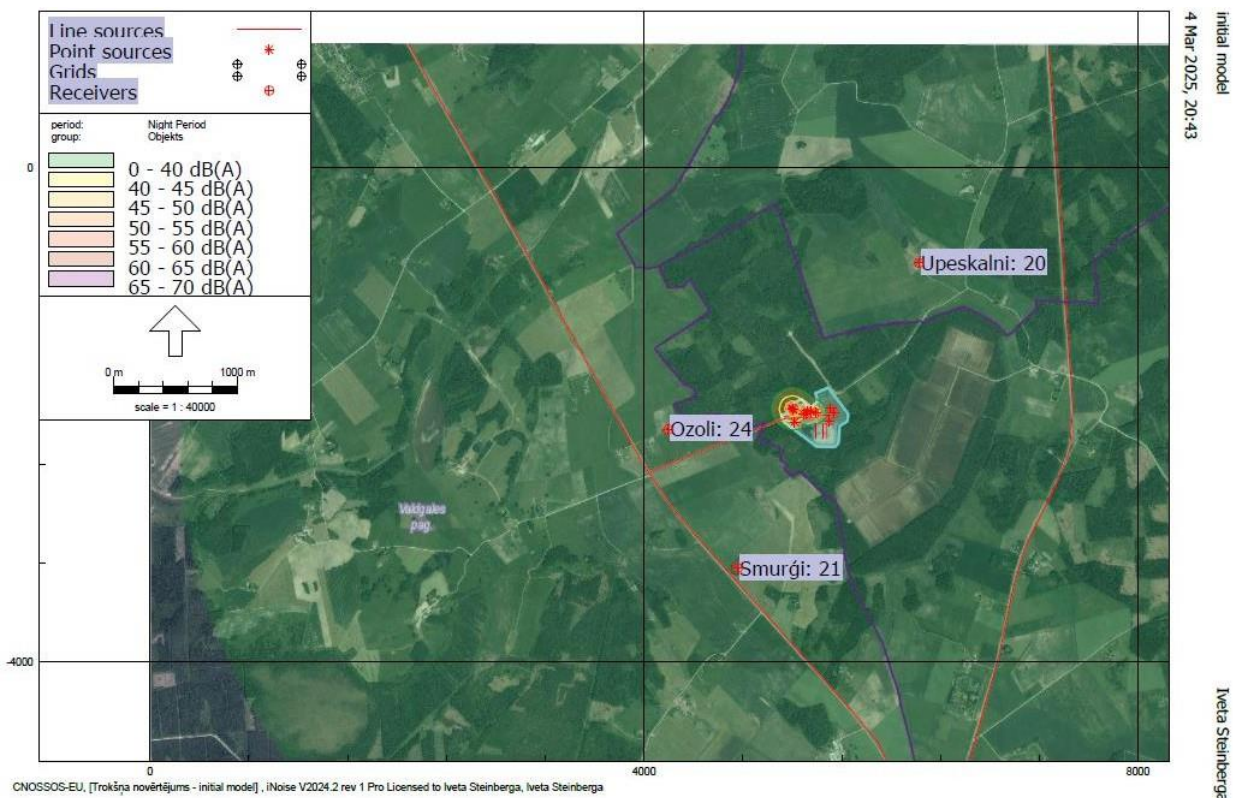 Line sources
Point sources
Grids
Receivers
period: Night Period
group: Objekts
0 - 40 dB(A)
40 - 45 dB(A)
45 - 50 dB(A)
50 - 55 dB(A)
55 - 60 dB(A)
60 - 65 dB(A)
65 - 70 dB(A)
0 m 1000 m
scale = 1 : 40000
initial model
4 Mar 2025, 20:43
0
Upeskalni: 20
Ozoli: 24
Valdgales
pag.
Smurģi: 21
-4000
0 4000 8000
Iveta Steinberga
CNOSSOS-EU, [Trokšņa novērtējums - initial model] , iNoise V2024.2 rev 1 Pro Licensed to Iveta Steinberga, Iveta Steinberga